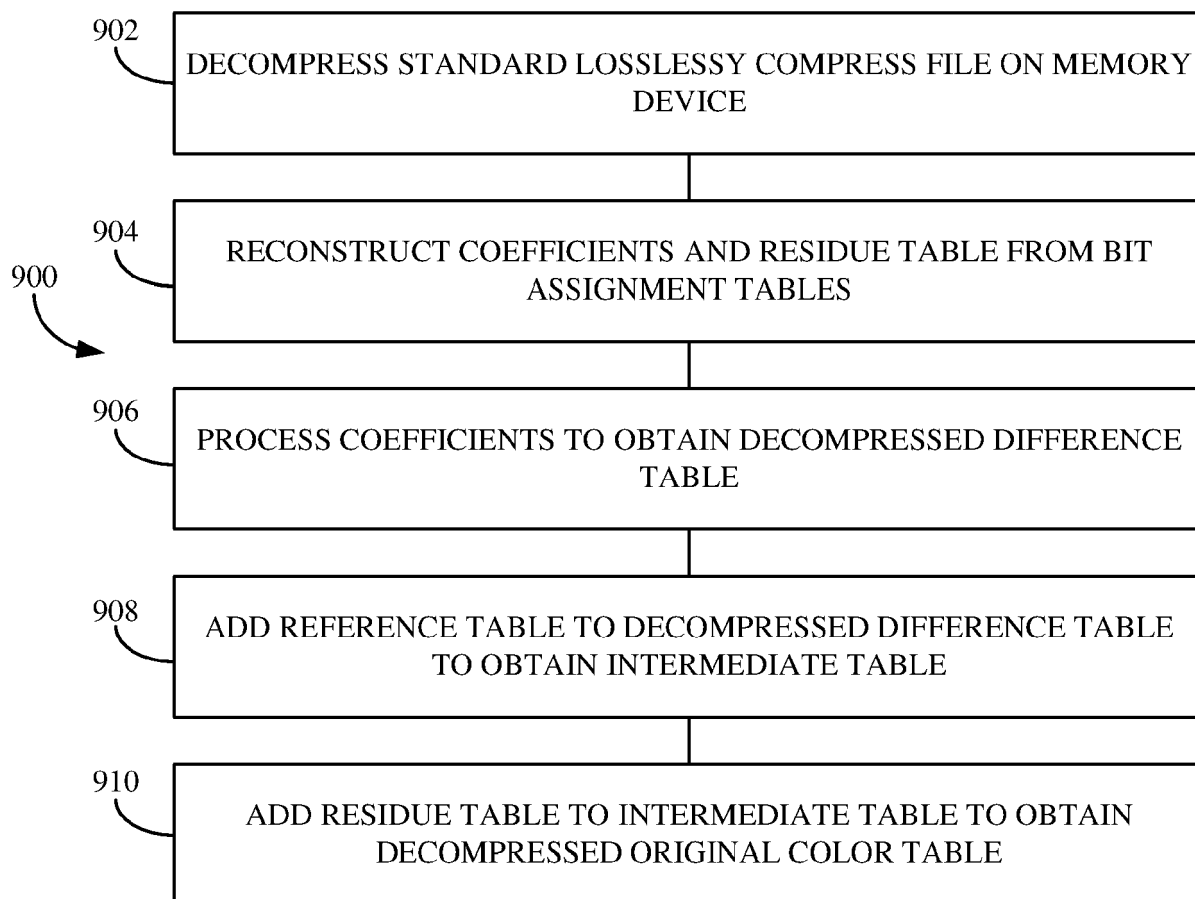 902
DECOMPRESS STANDARD LOSSLESSY COMPRESS FILE ON MEMORY
DEVICE
904
RECONSTRUCT COEFFICIENTS AND RESIDUE TABLE FROM BIT
ASSIGNMENT TABLES
900
906
PROCESS COEFFICIENTS TO OBTAIN DECOMPRESSED DIFFERENCE
TABLE
908
ADD REFERENCE TABLE TO DECOMPRESSED DIFFERENCE TABLE
TO OBTAIN INTERMEDIATE TABLE
910
ADD RESIDUE TABLE TO INTERMEDIATE TABLE TO OBTAIN
DECOMPRESSED ORIGINAL COLOR TABLE